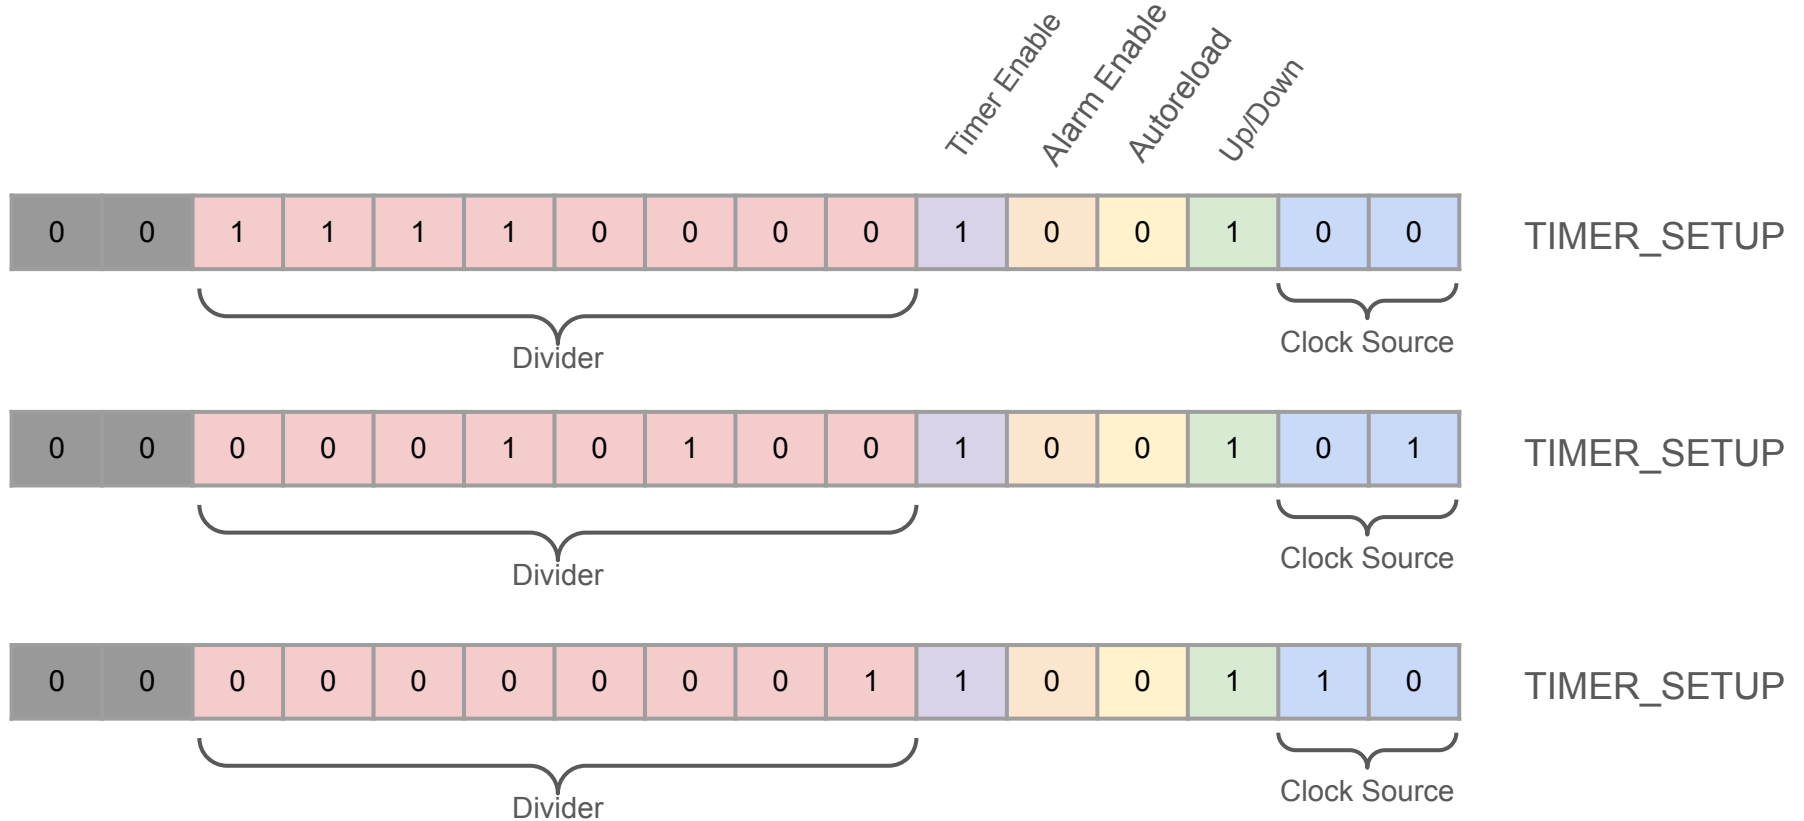 Timer Enable
Alarm Enable
Autoreload
Up/Down
0 0 1 1 1 1 0 0 0 0 1 0 0 1 0 0 TIMER_SETUP
Divider Clock Source
0 0 0 0 0 1 0 1 0 0 1 0 0 1 0 1 TIMER_SETUP
Divider Clock Source
0 0 0 0 0 0 0 0 0 1 1 0 0 1 1 0 TIMER_SETUP
Divider Clock Source